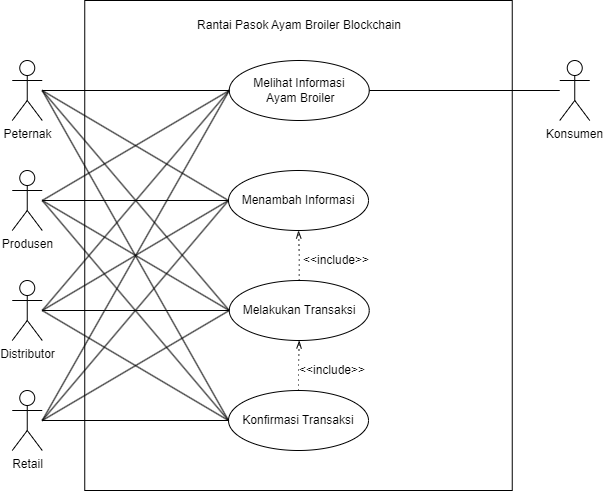 Rantai Pasok Ayam Broiler Blockchain
Melihat Informasi
Ayam Broiler
Peternak
Konsumen
Menambah Informasi
Produsen
<<include>>
Melakukan Transaksi
Distributor
<<include>>
Konfirmasi Transaksi
Retail